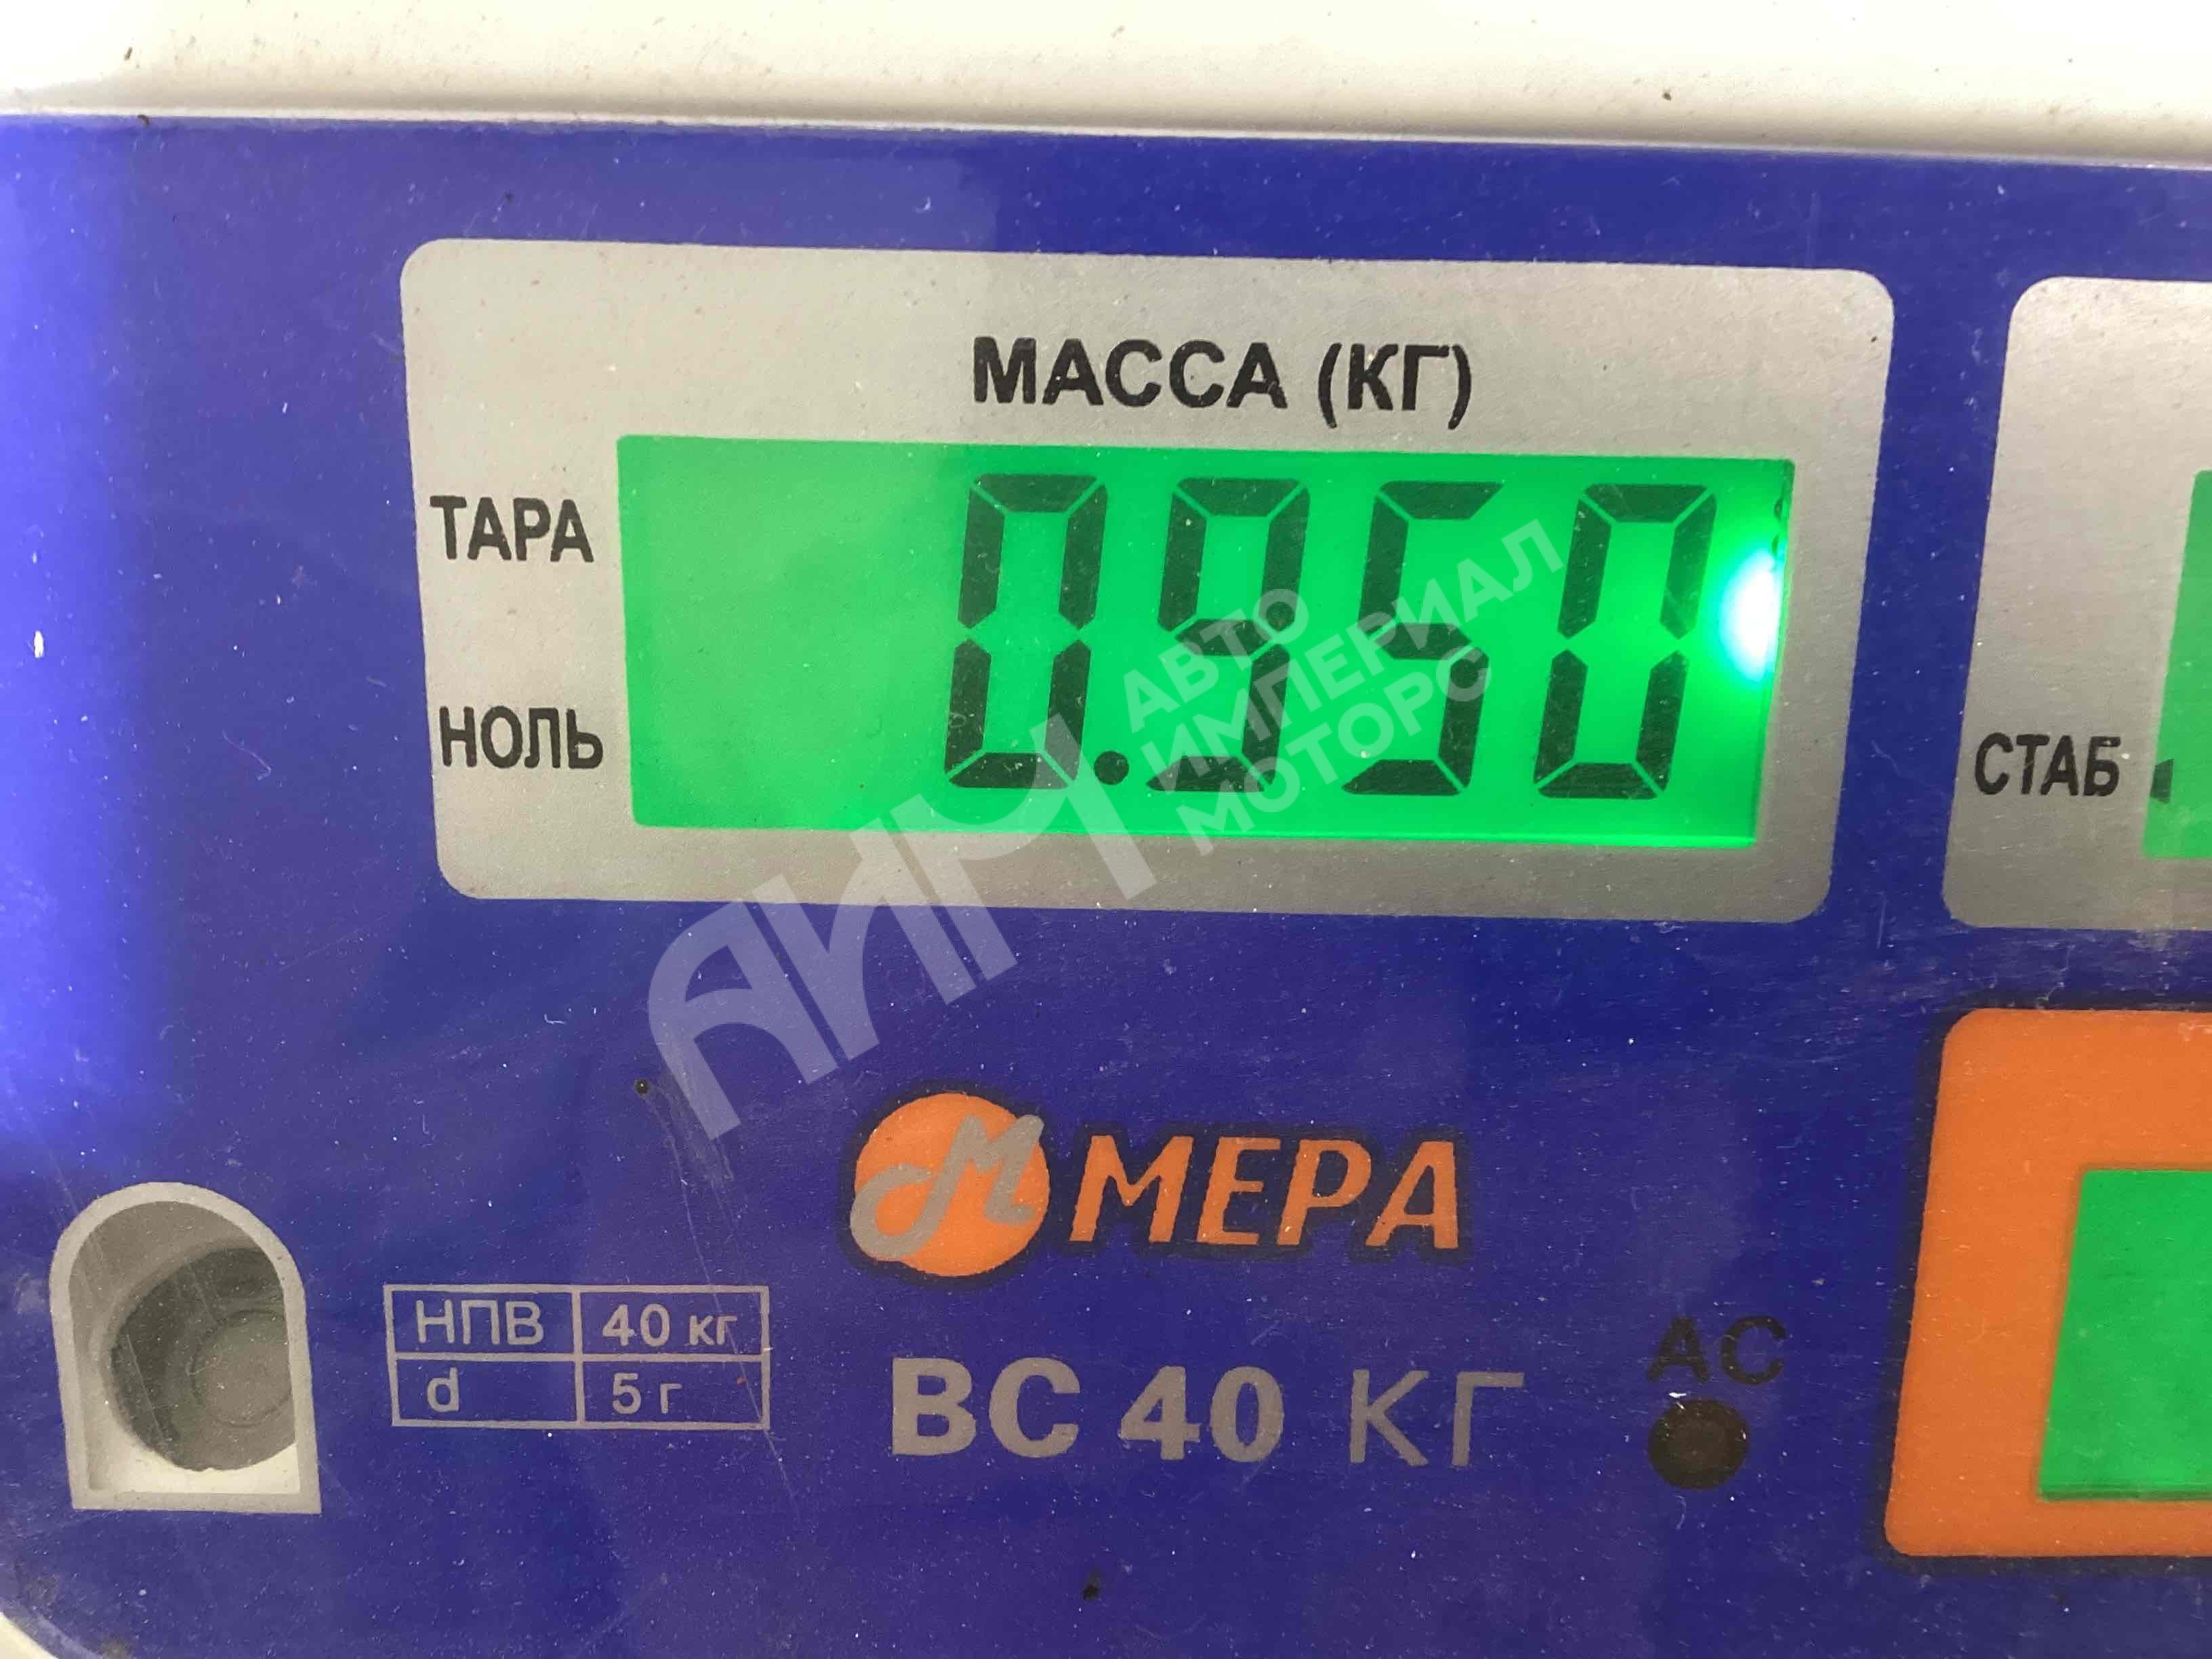 МАССА (КГ)
ТАРА
0.950
НОЛЬ
СТАБ
АИМ
АВТО
ИМПЕРИАЛ
МОТОРС
М МЕРА
НПВ 40 кг
d 5 г
ВС 40 КГ
AC